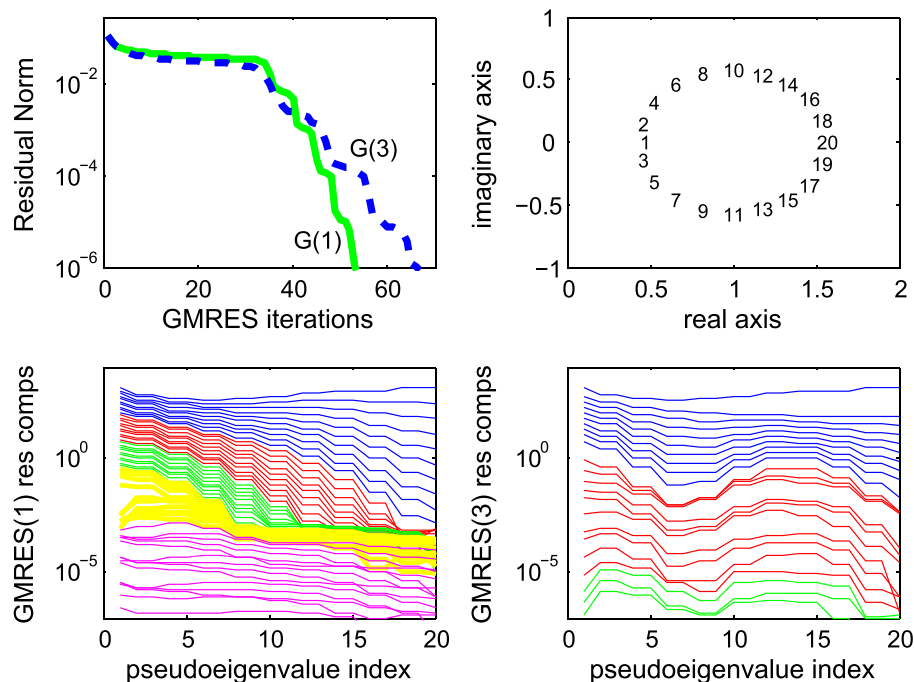 10^−2
10^−4
10^−6
Residual Norm
G(3)
G(1)
0 20 40 60
GMRES iterations
1
0.5
0
−0.5
−1
imaginary axis
10
8 12
6 14
4 16
2 18
1 20
3 19
5 17
7 15
9 13
11
0 0.5 1 1.5 2
real axis
10^0
10^−5
GMRES(1) res comps
0 5 10 15 20
pseudoeigenvalue index
10^0
10^−5
GMRES(3) res comps
0 5 10 15 20
pseudoeigenvalue index